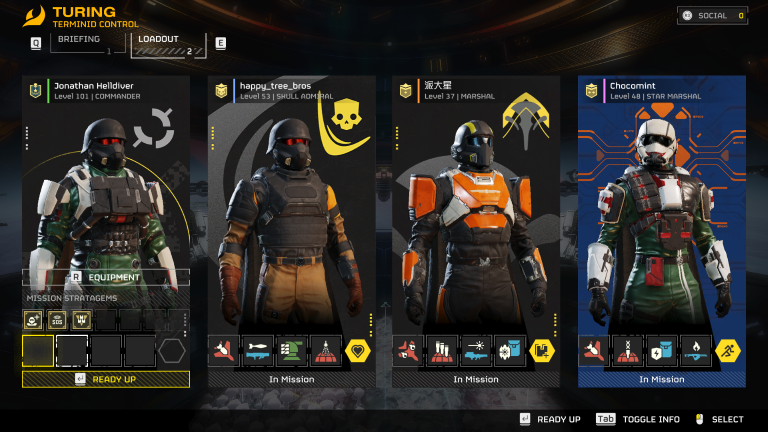 TURING
TERMINID CONTROL
SOCIAL 0
Q
BRIEFING
1
LOADOUT
2
E
Jonathan Helldiver
Level 101 | COMMANDER
happy_tree_bros
Level 53 | SKULL ADMIRAL
派大星
Level 37 | MARSHAL
Chocomint
Level 48 | STAR MARSHAL
R EQUIPMENT
MISSION STRATAGEMS
SOS
READY UP
In Mission
In Mission
In Mission
READY UP
Tab TOGGLE INFO
SELECT